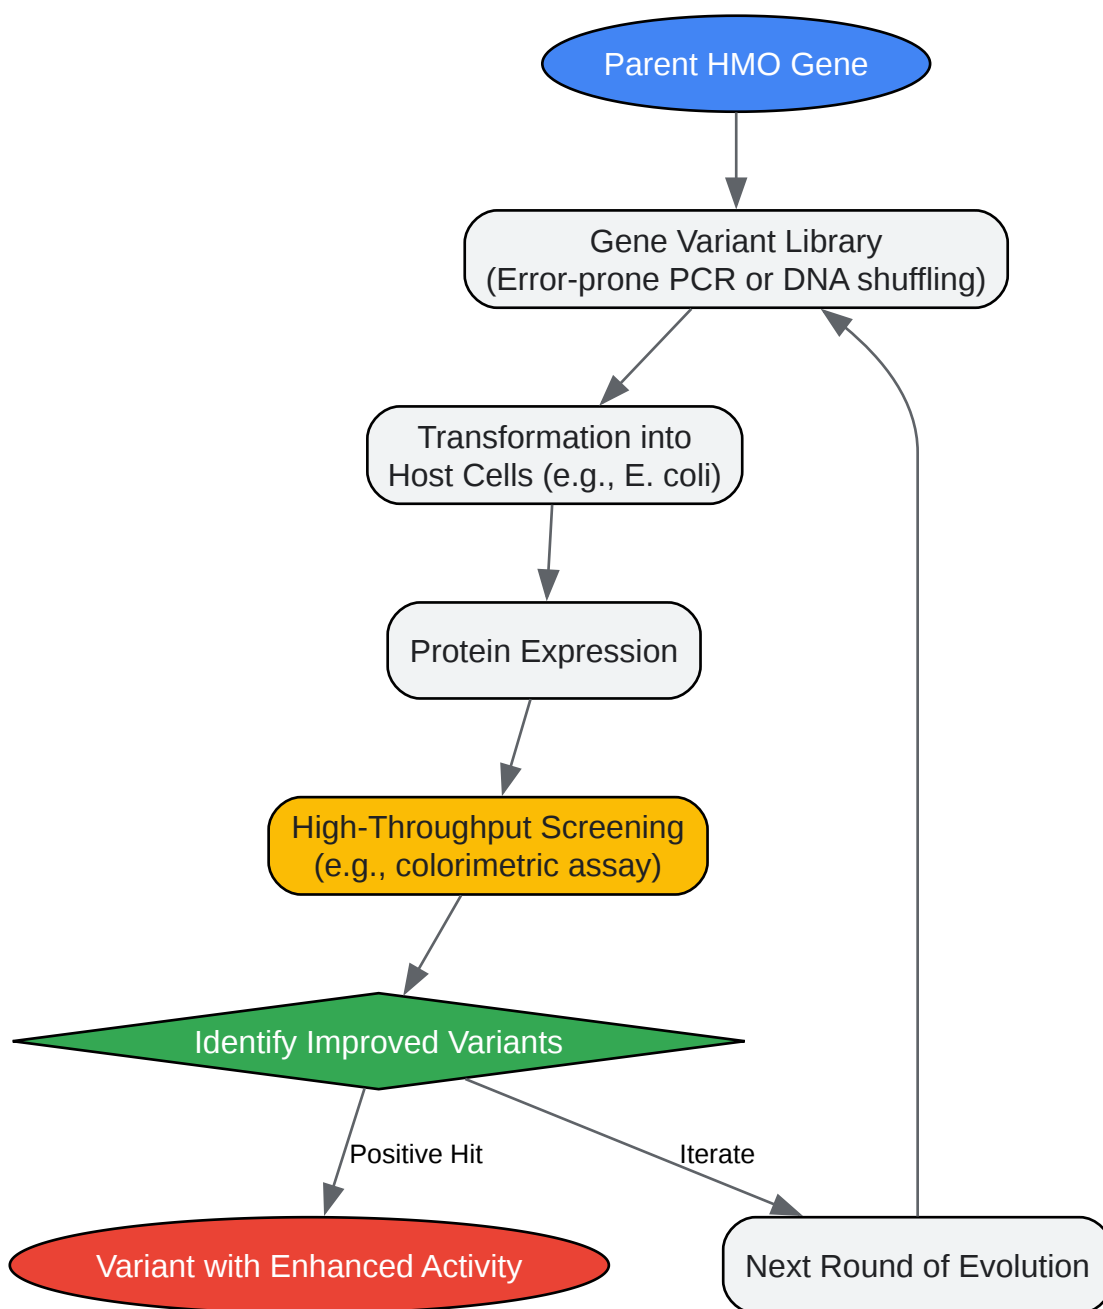 Parent HMO Gene
Gene Variant Library
(Error-prone PCR or DNA shuffling)
Transformation into
Host Cells (e.g., E. coli)
Protein Expression
High-Throughput Screening
(e.g., colorimetric assay)
Identify Improved Variants
Positive Hit
Iterate
Variant with Enhanced Activity
Next Round of Evolution